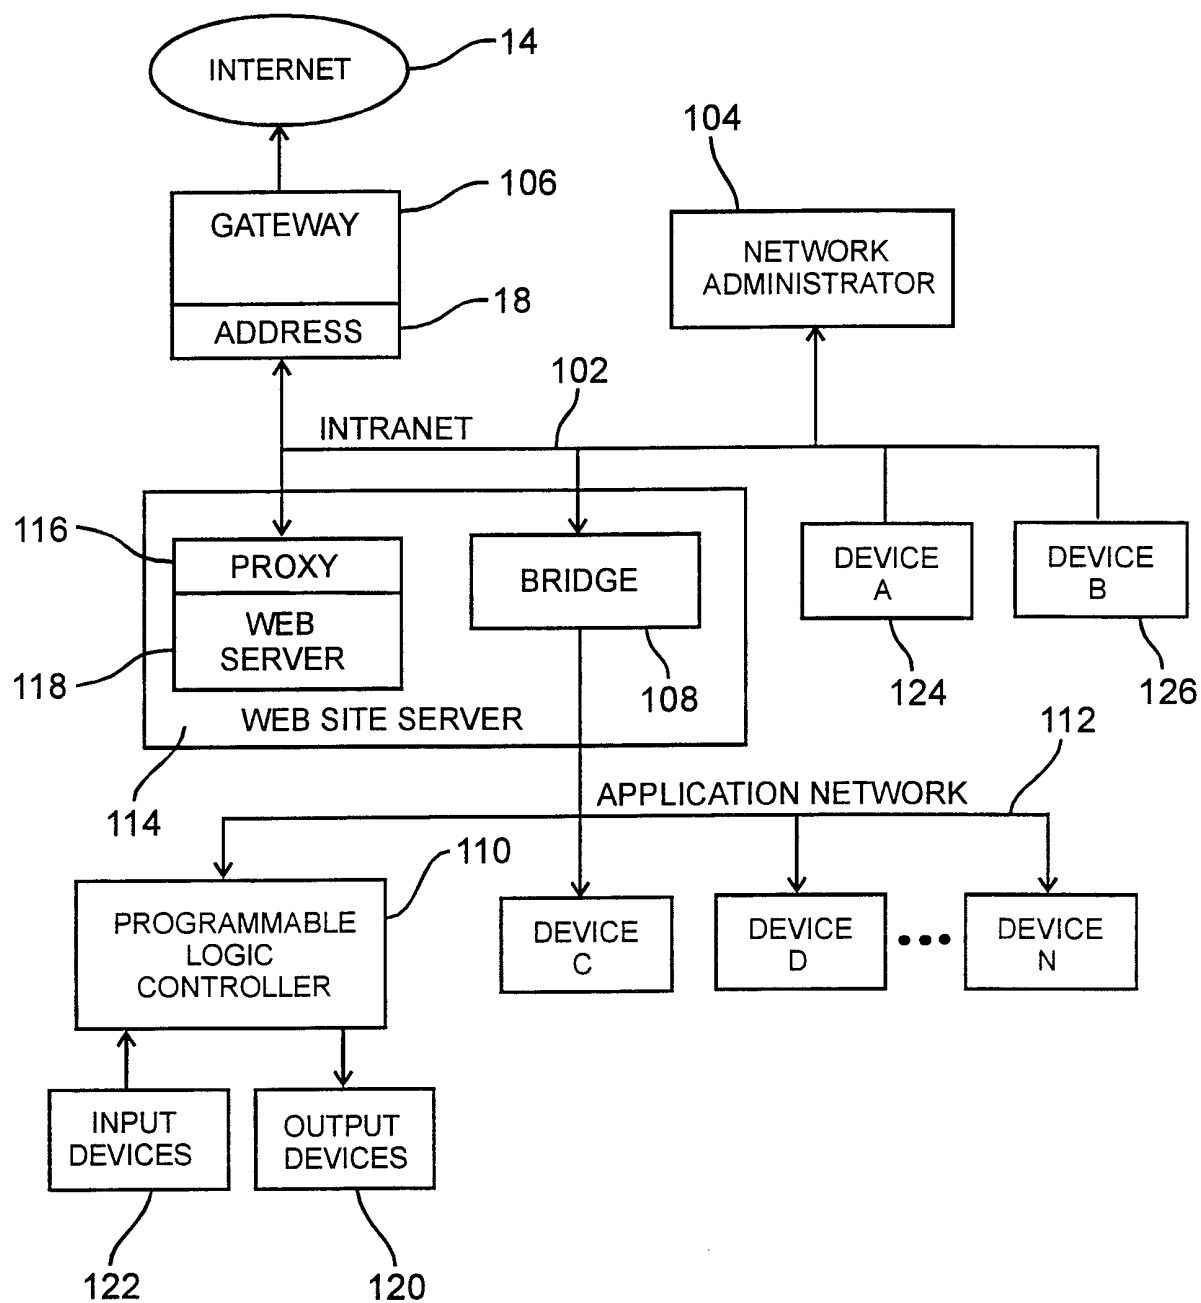 14
INTERNET
104
106
GATEWAY
NETWORK
ADMINISTRATOR
18
ADDRESS
102
INTRANET
116
PROXY
BRIDGE
DEVICE
A
DEVICE
B
WEB
SERVER
118
108
124
126
WEB SITE SERVER
112
114
APPLICATION NETWORK
110
PROGRAMMABLE
LOGIC
CONTROLLER
DEVICE
C
DEVICE
D
•••
DEVICE
N
INPUT
DEVICES
OUTPUT
DEVICES
122
120